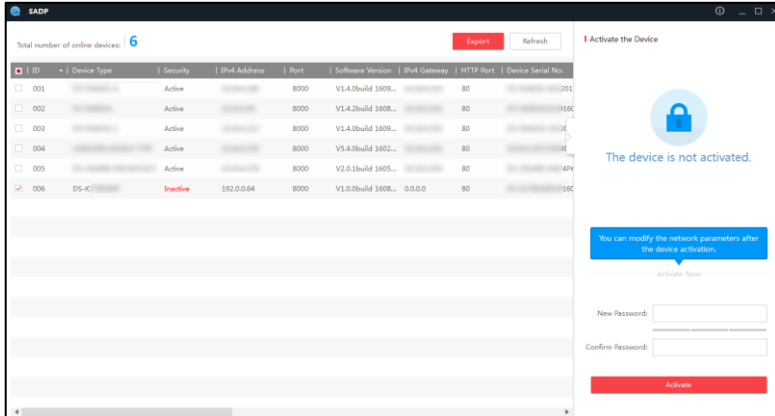 SADP
Total number of online devices: 6
Export
Refresh
ID | Device Type | Security | IPv4 Address | Port | Software Version | IPv4 Gateway | HTTP Port | Device Serial No.
001 Active 8000 V1.4.0build 1609... 80 201
002 Active 8000 V1.4.2build 1608... 80 160
003 Active 8000 V1.4.0build 1609... 80
004 Active 8000 V5.4.0build 1602... 80
005 Active 8000 V2.0.1build 1605... 80 4PH
006 DS-K Inactive 192.0.0.64 8000 V1.0.0build 1608... 0.0.0.0 80 160
Activate the Device
The device is not activated.
You can modify the network parameters after
the device activation.
Activate Now
New Password:
Confirm Password:
Activate